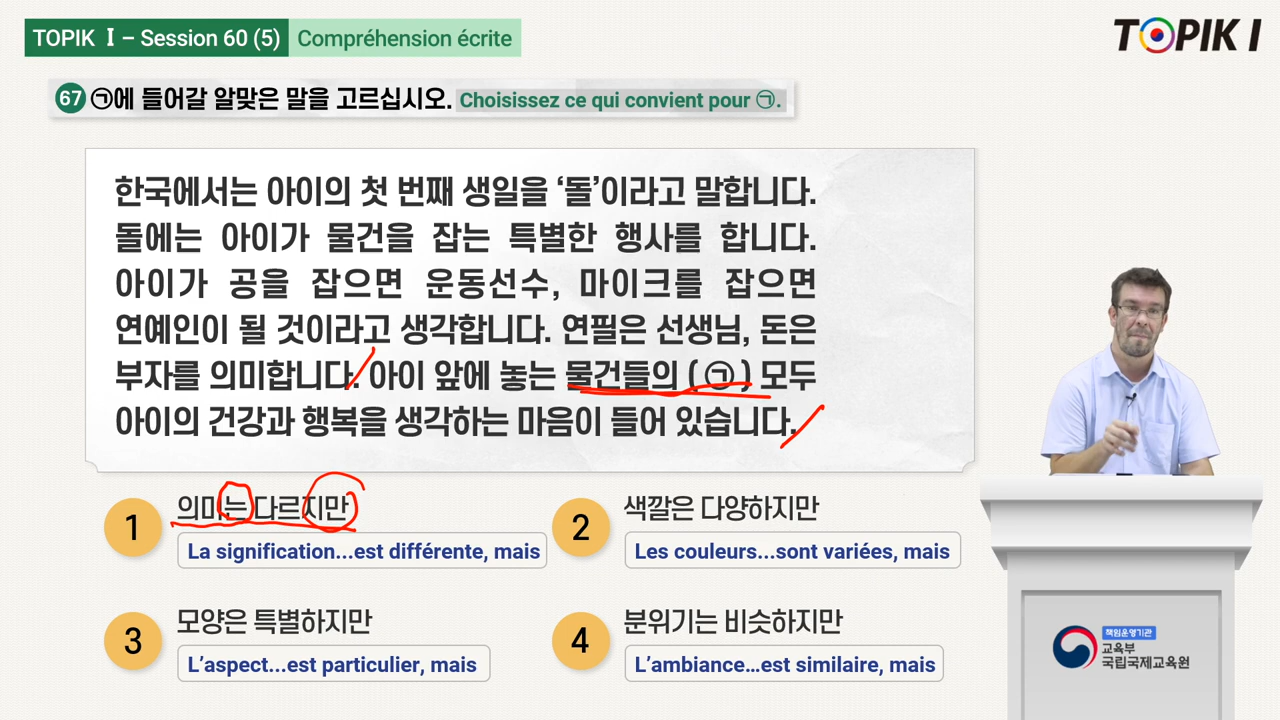 TOPIK Ⅰ – Session 60 (5) Compréhension écrite
TOPIK I
67 ㉠에 들어갈 알맞은 말을 고르십시오. Choisissez ce qui convient pour ㉠.
한국에서는 아이의 첫 번째 생일을 ‘돌’이라고 말합니다.
돌에는 아이가 물건을 잡는 특별한 행사를 합니다.
아이가 공을 잡으면 운동선수, 마이크를 잡으면
연예인이 될 것이라고 생각합니다. 연필은 선생님, 돈은
부자를 의미합니다. 아이 앞에 놓는 물건들의 ( ㉠ ) 모두
아이의 건강과 행복을 생각하는 마음이 들어 있습니다.
1 의미는 다르지만
La signification...est différente, mais
2 색깔은 다양하지만
Les couleurs...sont variées, mais
3 모양은 특별하지만
L’aspect...est particulier, mais
4 분위기는 비슷하지만
L’ambiance...est similaire, mais
책임운영기관
교육부
국립국제교육원